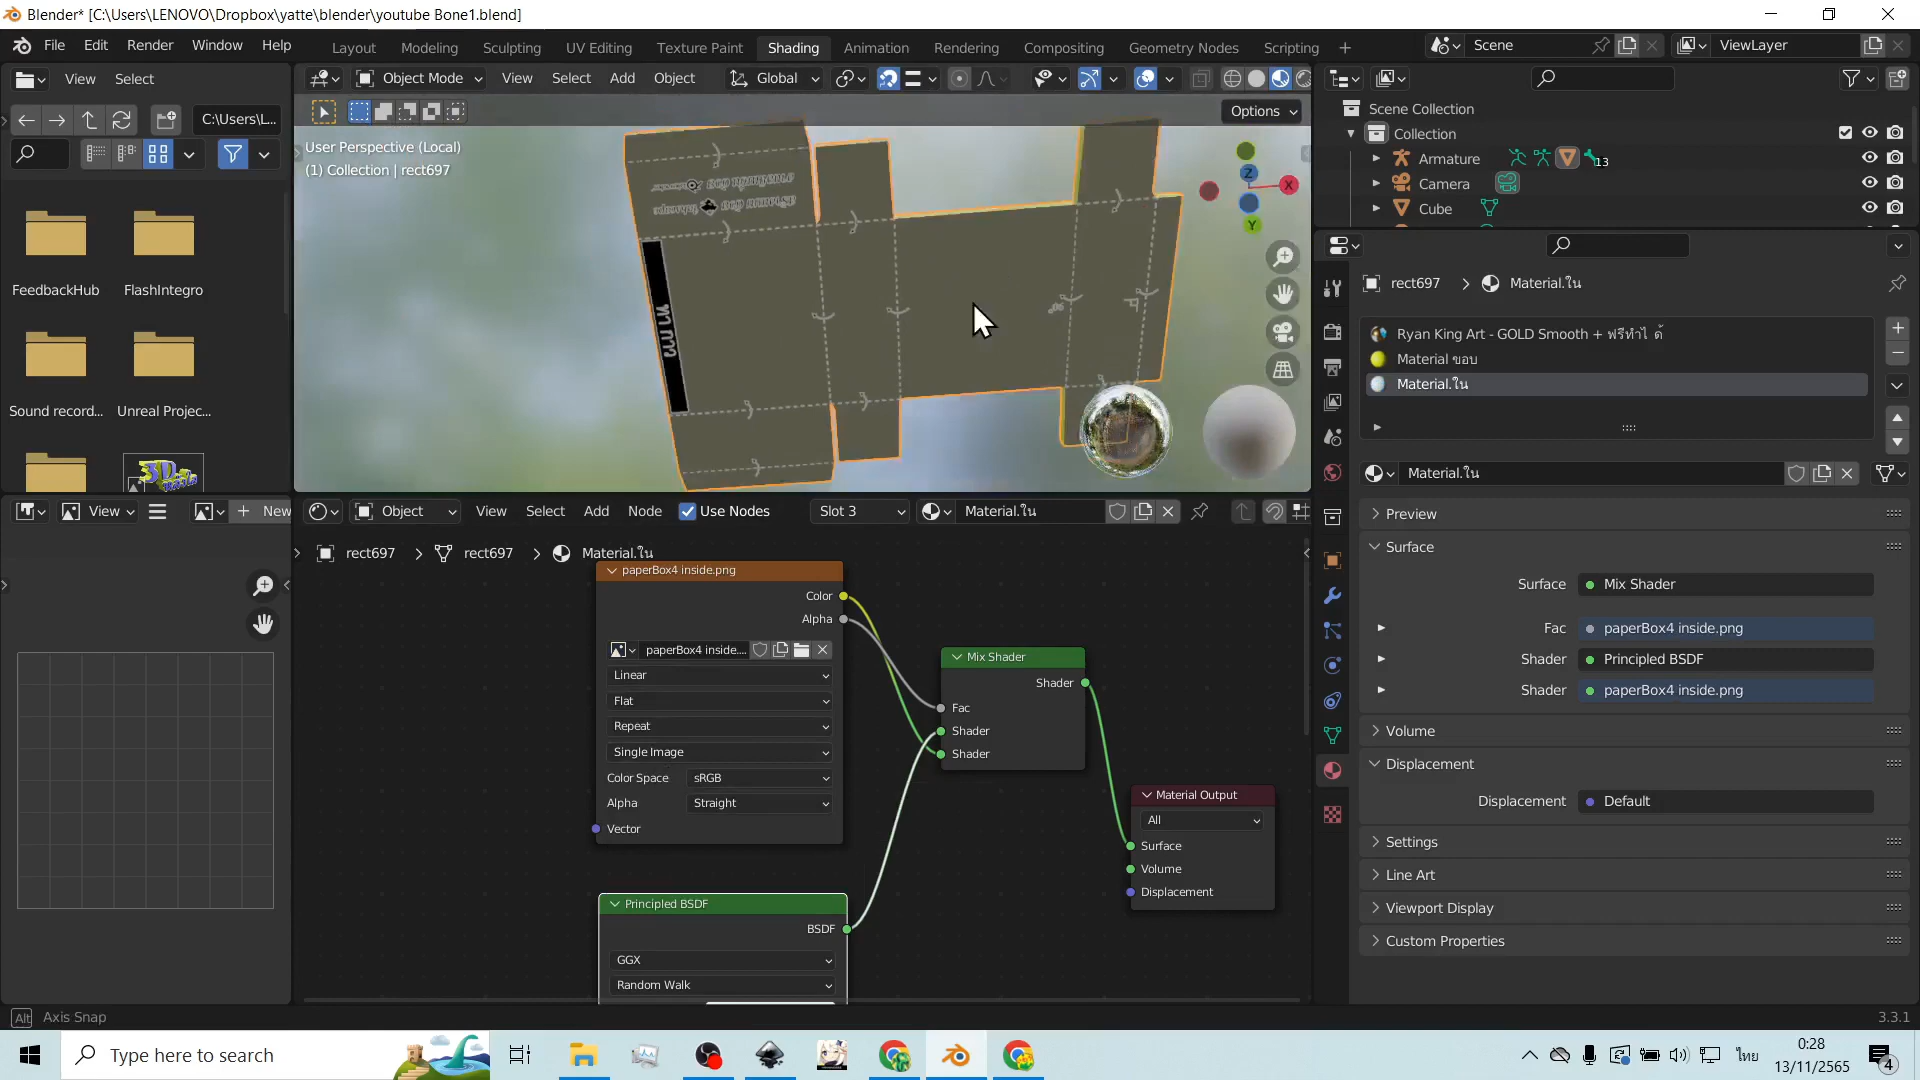 Blender* [C:\Users\LENOVO\Dropbox\yatte\blender\youtube Bone1.blend]
File Edit Render Window Help
Layout Modeling Sculpting UV Editing Texture Paint Shading Animation Rendering Compositing Geometry Nodes Scripting +
Scene ViewLayer
View Select
Object Mode View Select Add Object Global
C:\Users\L...
Options
Scene Collection
Collection
Armature 13
Camera
Cube
User Perspective (Local)
(1) Collection | rect697
Z X Y
FeedbackHub FlashIntegro
Sound record... Unreal Projec...
rect697 > Material.ใน
Ryan King Art - GOLD Smooth + ฟรีทำไ ด้
Material ขอบ
Material.ใน
Material.ใน
View + New
Object View Select Add Node Use Nodes Slot 3 Material.ใน
rect697 > rect697 > Material.ใน
paperBox4 inside.png
Color
Alpha
paperBox4 inside....
Linear
Flat
Repeat
Single Image
Color Space sRGB
Alpha Straight
Vector
Mix Shader
Shader
Fac
Shader
Shader
Material Output
All
Surface
Volume
Displacement
Principled BSDF
BSDF
GGX
Random Walk
Preview
Surface
Surface Mix Shader
Fac paperBox4 inside.png
Shader Principled BSDF
Shader paperBox4 inside.png
Volume
Displacement
Displacement Default
Settings
Line Art
Viewport Display
Custom Properties
Alt Axis Snap
3.3.1
Type here to search
ไทย
0:28
13/11/2565
4